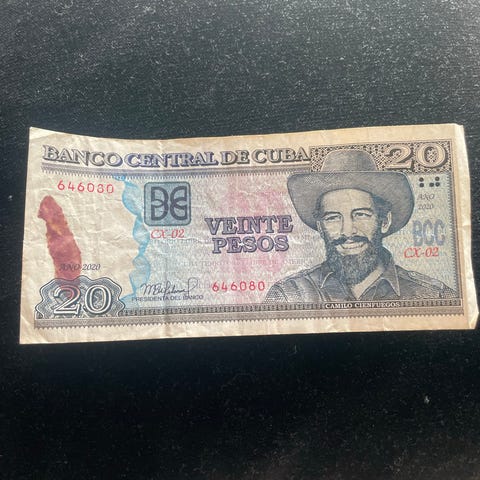 BANCO CENTRAL DE CUBA 20
646080
AÑO
2020
BCC
CX-02
VEINTE
PESOS
CX-02
AÑO 2020
PRESIDENTA DEL BANCO
646080
20
CAMILO CIENFUEGOS